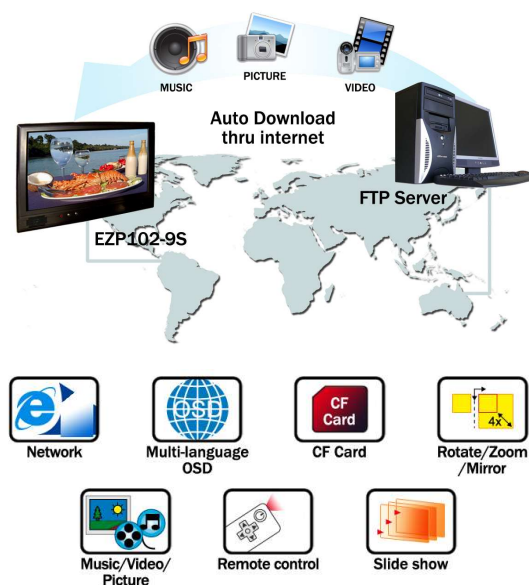 MUSIC
PICTURE
VIDEO
Auto Download
thru internet
FTP Server
EZP102-9S
OSD
CF
Card
4x
Network
Multi-language
OSD
CF Card
Rotate/Zoom
/Mirror
Music/Video/
Picture
Remote control
Slide show